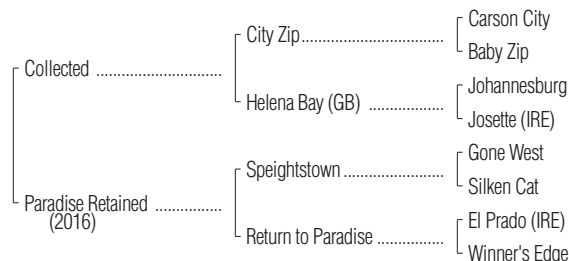 Carson City
City Zip
Baby Zip
Collected
Johannesburg
Helena Bay (GB)
Josette (IRE)
Gone West
Speightstown
Silken Cat
Paradise Retained
(2016)
El Prado (IRE)
Return to Paradise
Winner's Edge